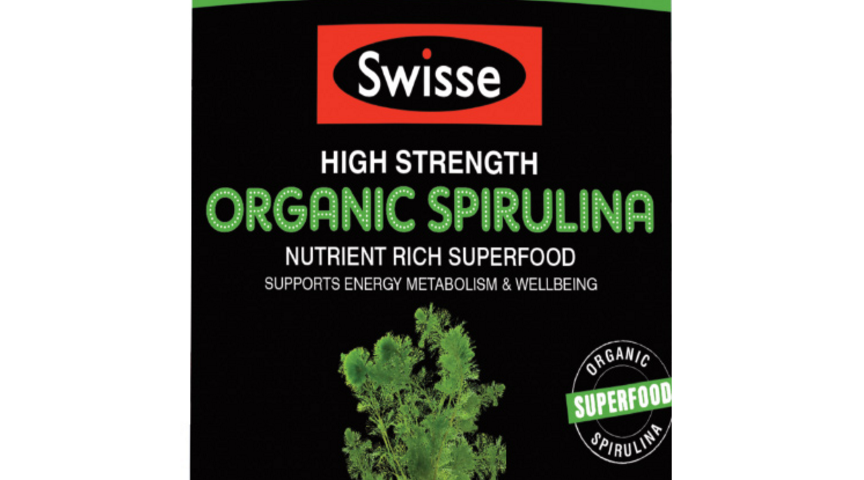 Swisse
HIGH STRENGTH
ORGANIC SPIRULINA
NUTRIENT RICH SUPERFOOD
SUPPORTS ENERGY METABOLISM & WELLBEING
ORGANIC
SUPERFOOD
SPIRULINA